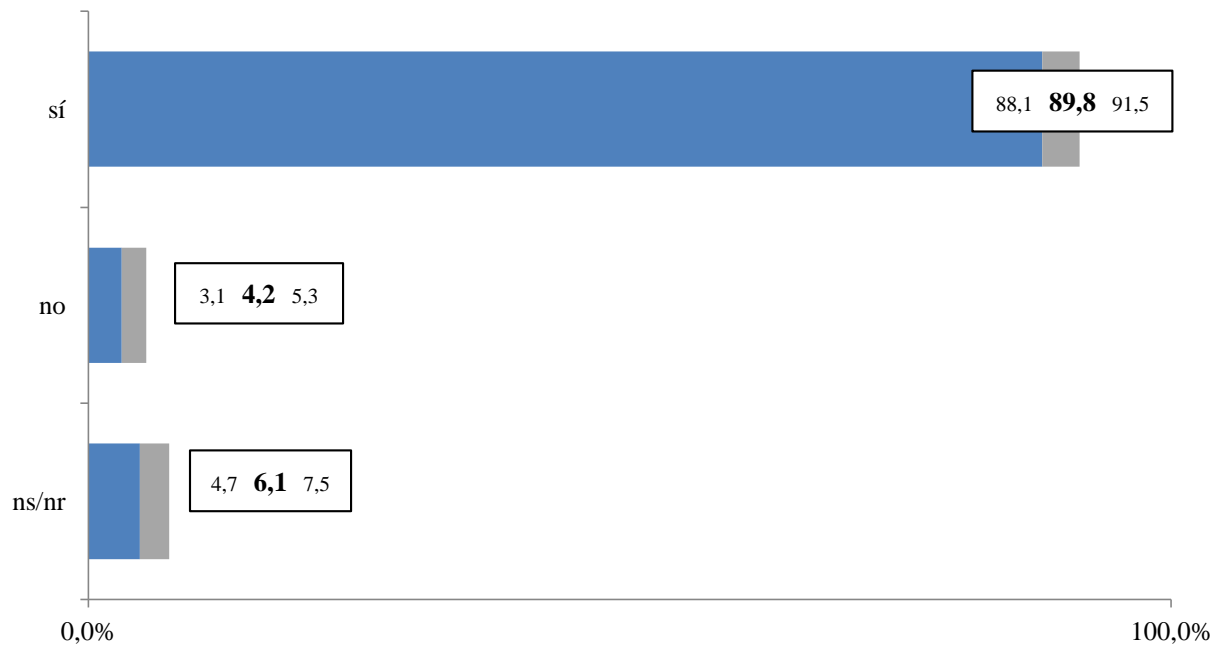 sí
88,1 89,8 91,5
no
3,1 4,2 5,3
ns/nr
4,7 6,1 7,5
0,0%
100,0%